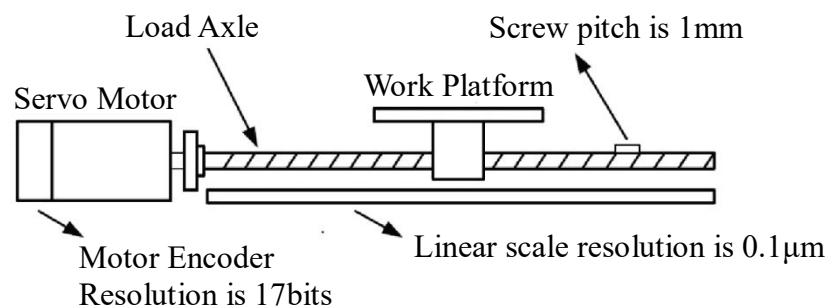 Load Axle
Screw pitch is 1mm
Work Platform
Servo Motor
Linear scale resolution is 0.1μm
Motor Encoder
Resolution is 17bits